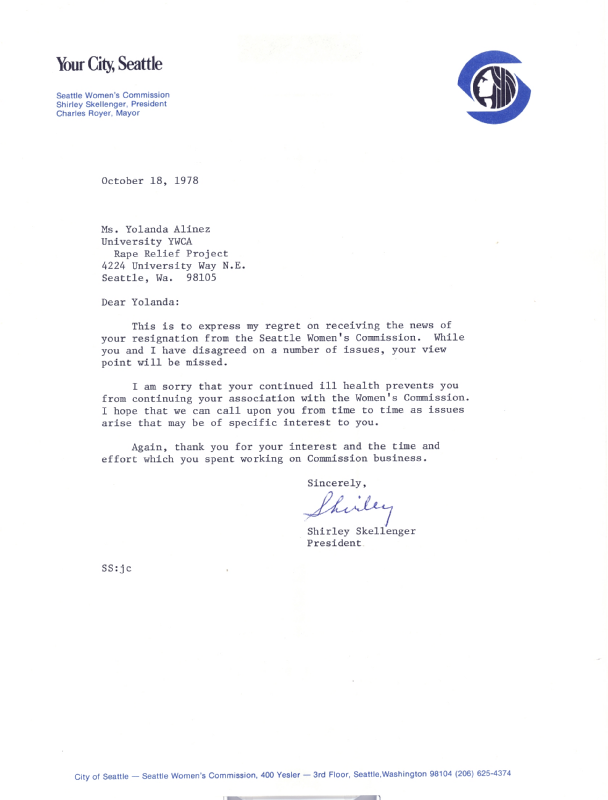 Your City, Seattle
Seattle Women's Commission
Shirley Skellenger, President
Charles Royer, Mayor
October 18, 1978
Ms. Yolanda Alinez
University YWCA
Rape Relief Project
4224 University Way N.E.
Seattle, Wa. 98105
Dear Yolanda:
This is to express my regret on receiving the news of
your resignation from the Seattle Women's Commission. While
you and I have disagreed on a number of issues, your view
point will be missed.
I am sorry that your continued ill health prevents you
from continuing your association with the Women's Commission.
I hope that we can call upon you from time to time as issues
arise that may be of specific interest to you.
Again, thank you for your interest and the time and
effort which you spent working on Commission business.
Sincerely,
Shirley
Shirley Skellenger
President
SS:jc
City of Seattle — Seattle Women's Commission, 400 Yesler — 3rd Floor, Seattle,Washington 98104 (206) 625-4374